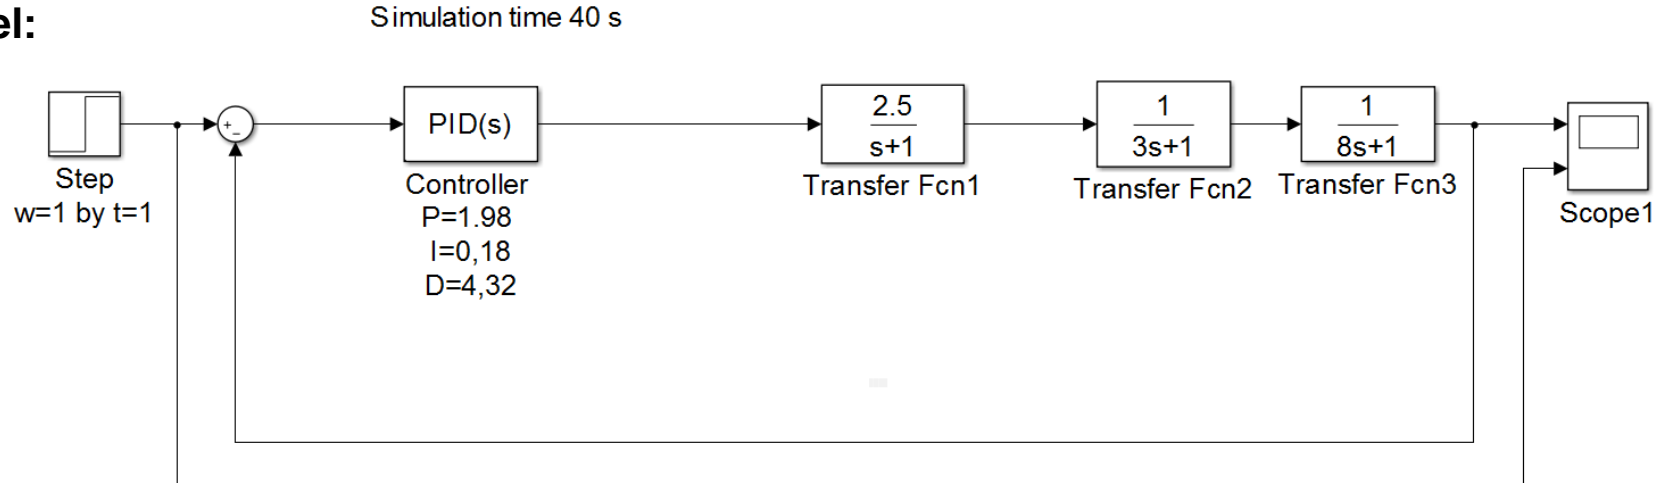 el:
Simulation time 40 s
Step
w=1 by t=1
+
−
PID(s)
Controller
P=1.98
I=0,18
D=4,32
2.5
s+1
Transfer Fcn1
1
3s+1
Transfer Fcn2
1
8s+1
Transfer Fcn3
Scope1